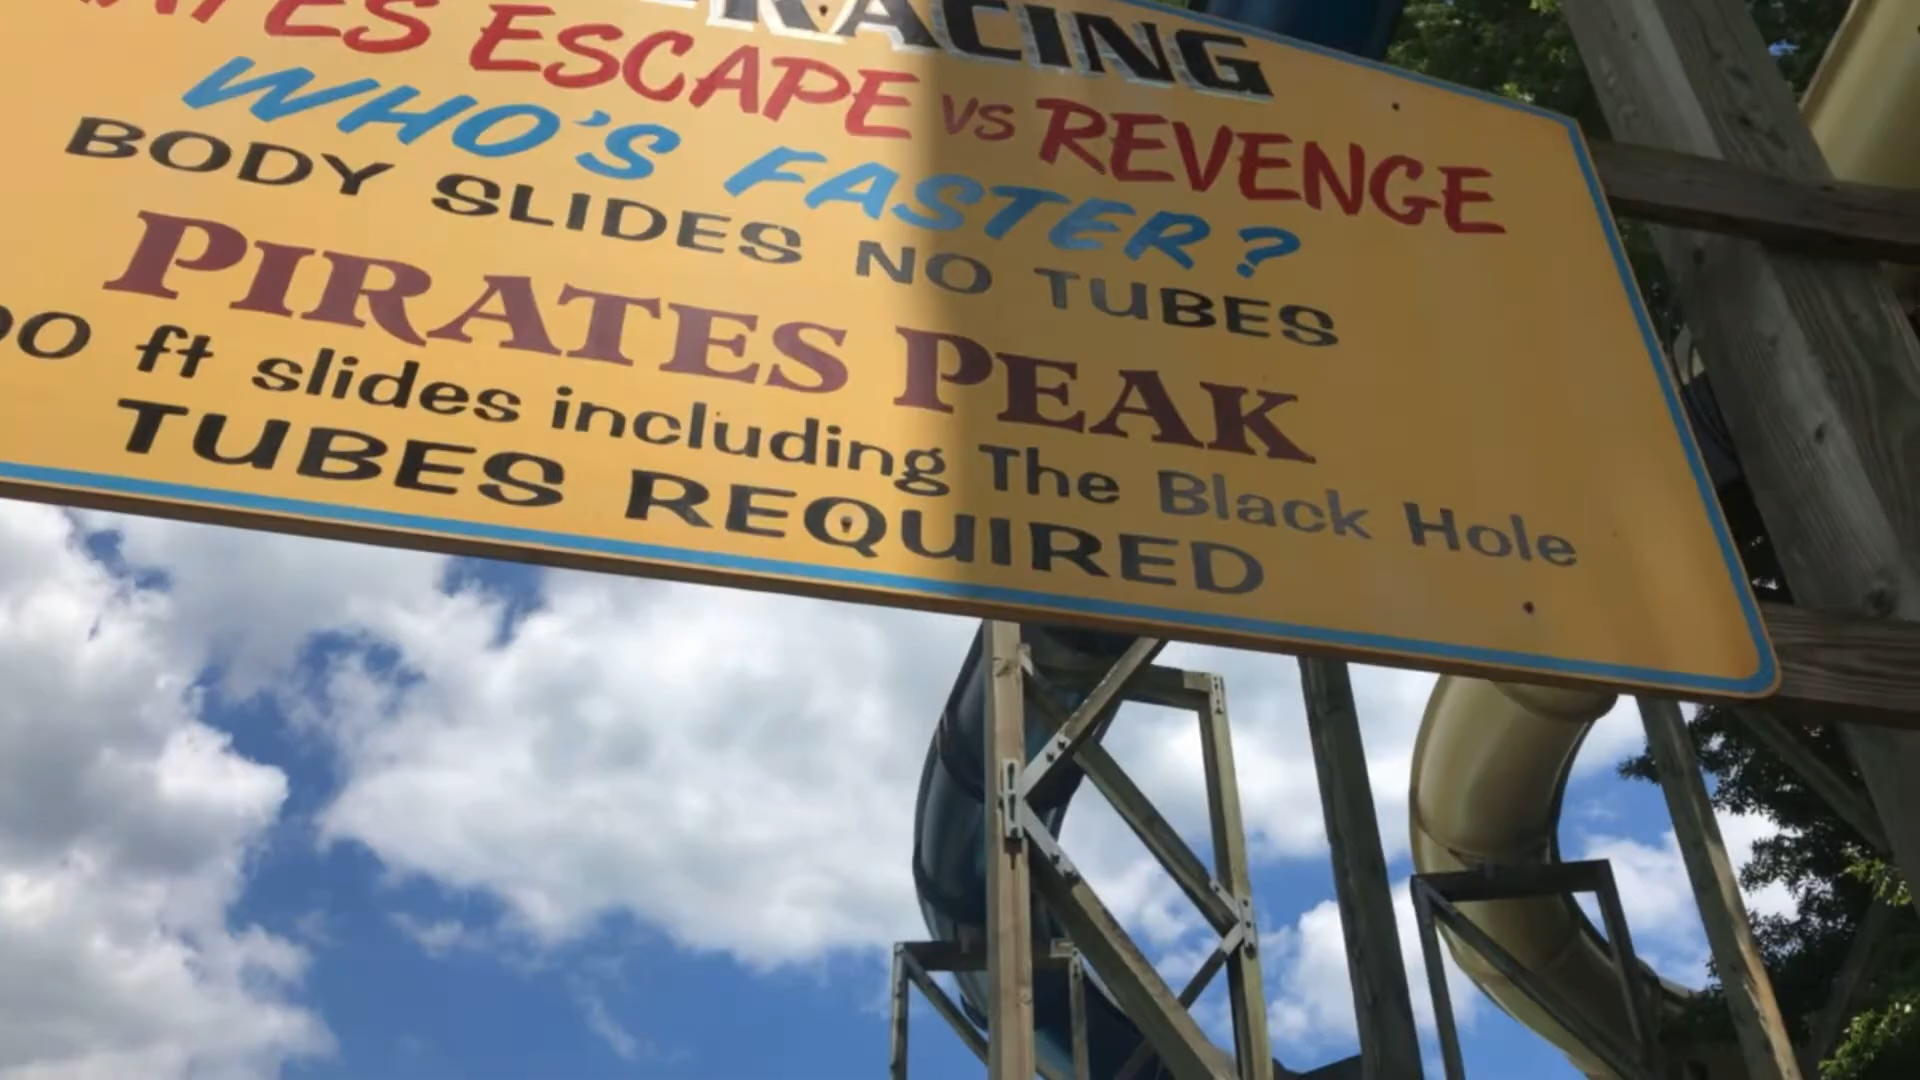 RACING
ESCAPE VS REVENGE
WHO'S FASTER?
BODY SLIDES NO TUBES
PIRATES PEAK
ft slides including The Black Hole
TUBES REQUIRED